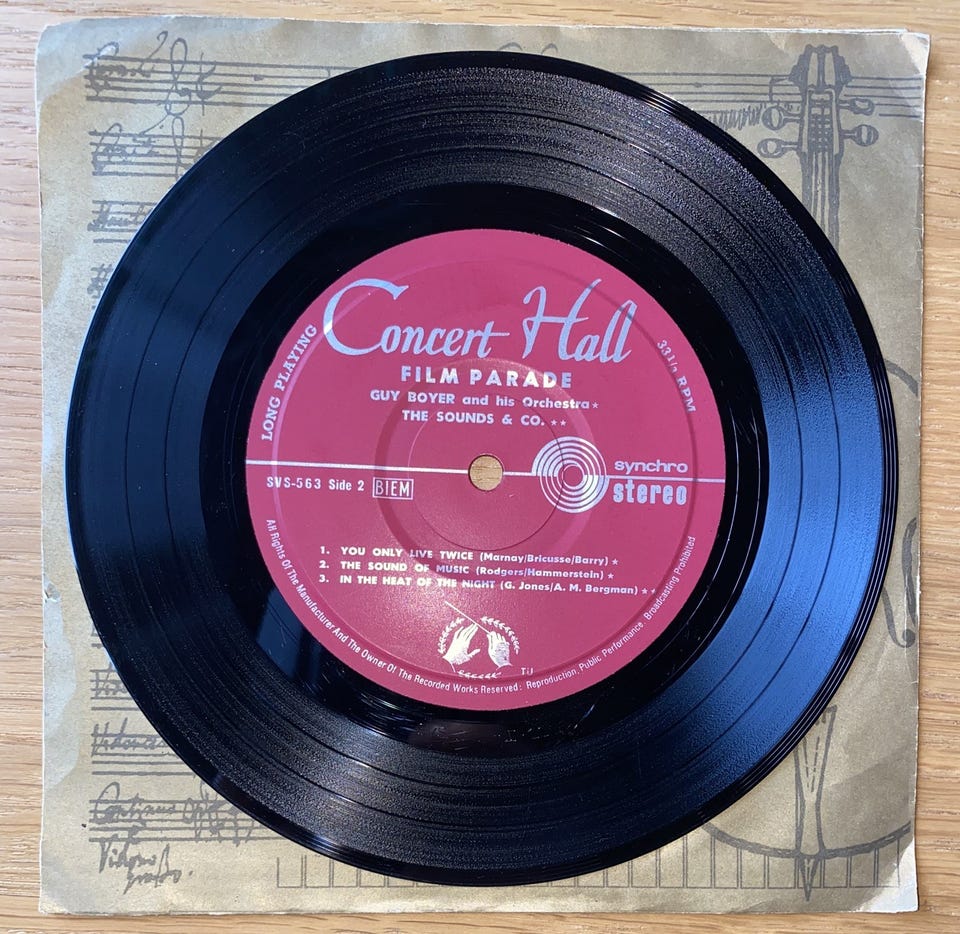 Concert Hall
FILM PARADE
GUY BOYER and his Orchestra★
THE SOUNDS & CO. ★★
LONG PLAYING
33 1/3 RPM
synchro
stereo
SVS-563 Side 2 BIEM
1. YOU ONLY LIVE TWICE (Marnay/Bricusse/Barry) ★
2. THE SOUND OF MUSIC (Rodgers/Hammerstein) ★
3. IN THE HEAT OF THE NIGHT (G. Jones/A. M. Bergman) ★★
All Rights Of The Manufacturer And The Owner Of The Recorded Works Reserved: Reproduction, Public Performance, Broadcasting Prohibited